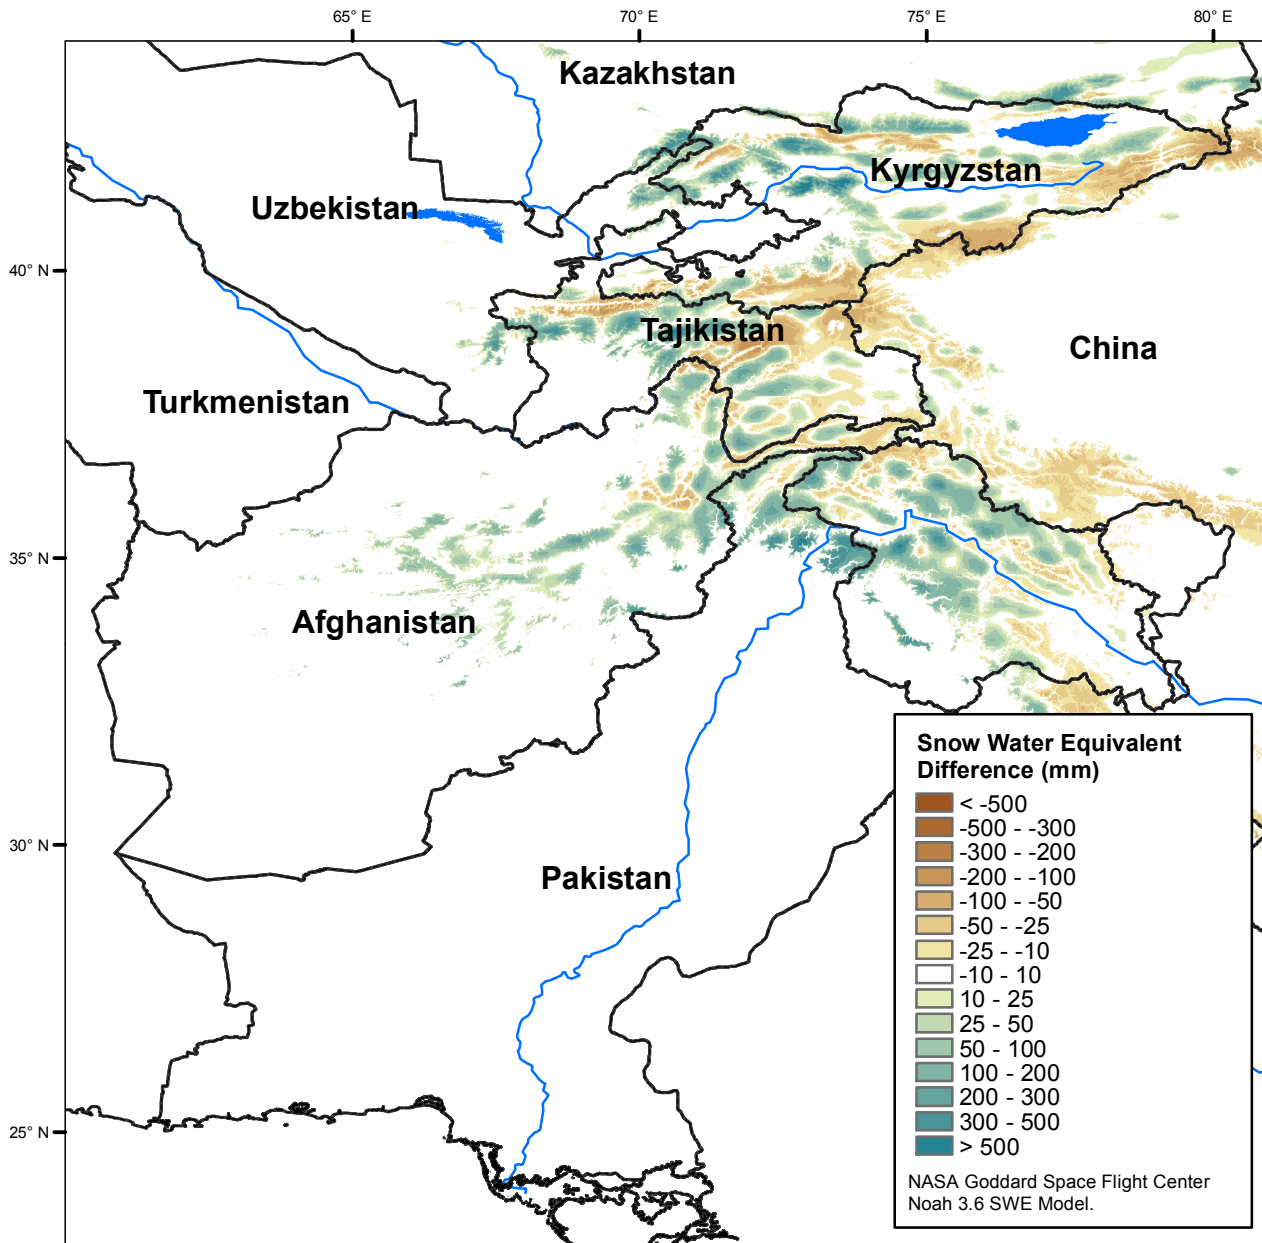 65° E
70° E
75° E
80° E
Kazakhstan
Kyrgyzstan
Uzbekistan
40° N
Tajikistan
China
Turkmenistan
35° N
Afghanistan
30° N
Pakistan
25° N
Snow Water Equivalent
Difference (mm)
< -500
-500 - -300
-300 - -200
-200 - -100
-100 - -50
-50 - -25
-25 - -10
-10 - 10
10 - 25
25 - 50
50 - 100
100 - 200
200 - 300
300 - 500
> 500
NASA Goddard Space Flight Center
Noah 3.6 SWE Model.